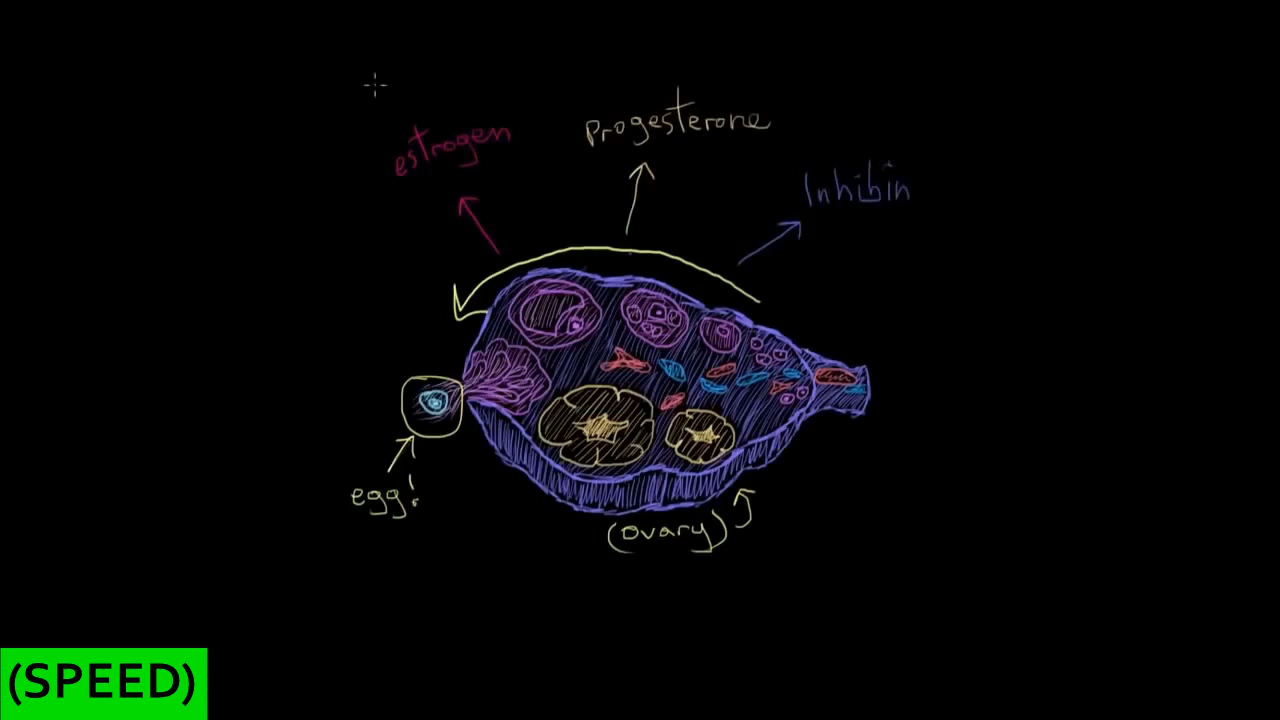 progesterone
estrogen
Inhibin
egg!
(ovary)
(SPEED)